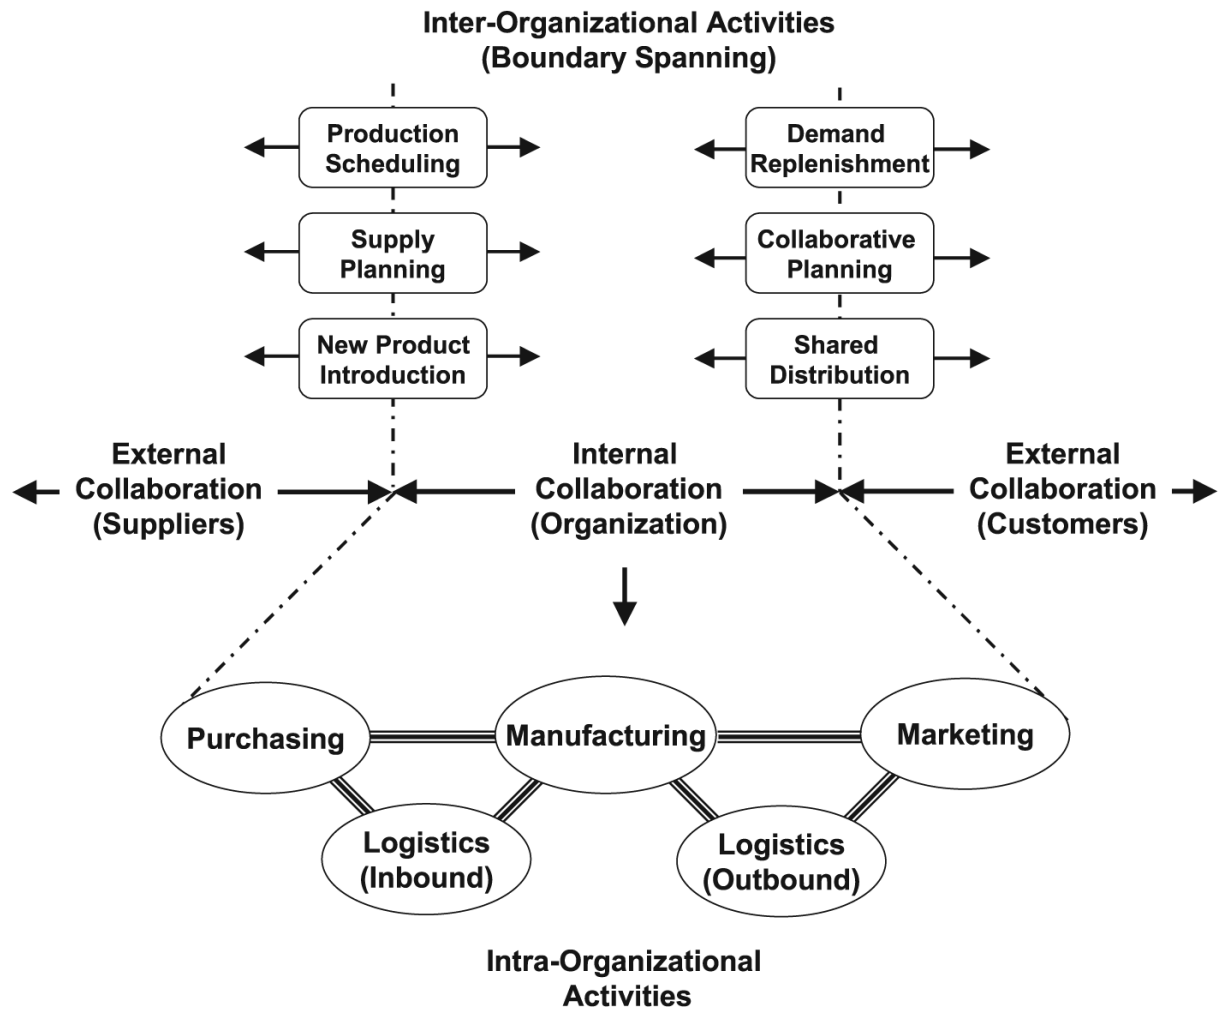 Inter-Organizational Activities
(Boundary Spanning)
Production
Scheduling
Demand
Replenishment
Supply
Planning
Collaborative
Planning
New Product
Introduction
Shared
Distribution
External
Collaboration
(Suppliers)
Internal
Collaboration
(Organization)
External
Collaboration
(Customers)
Purchasing
Manufacturing
Marketing
Logistics
(Inbound)
Logistics
(Outbound)
Intra-Organizational
Activities